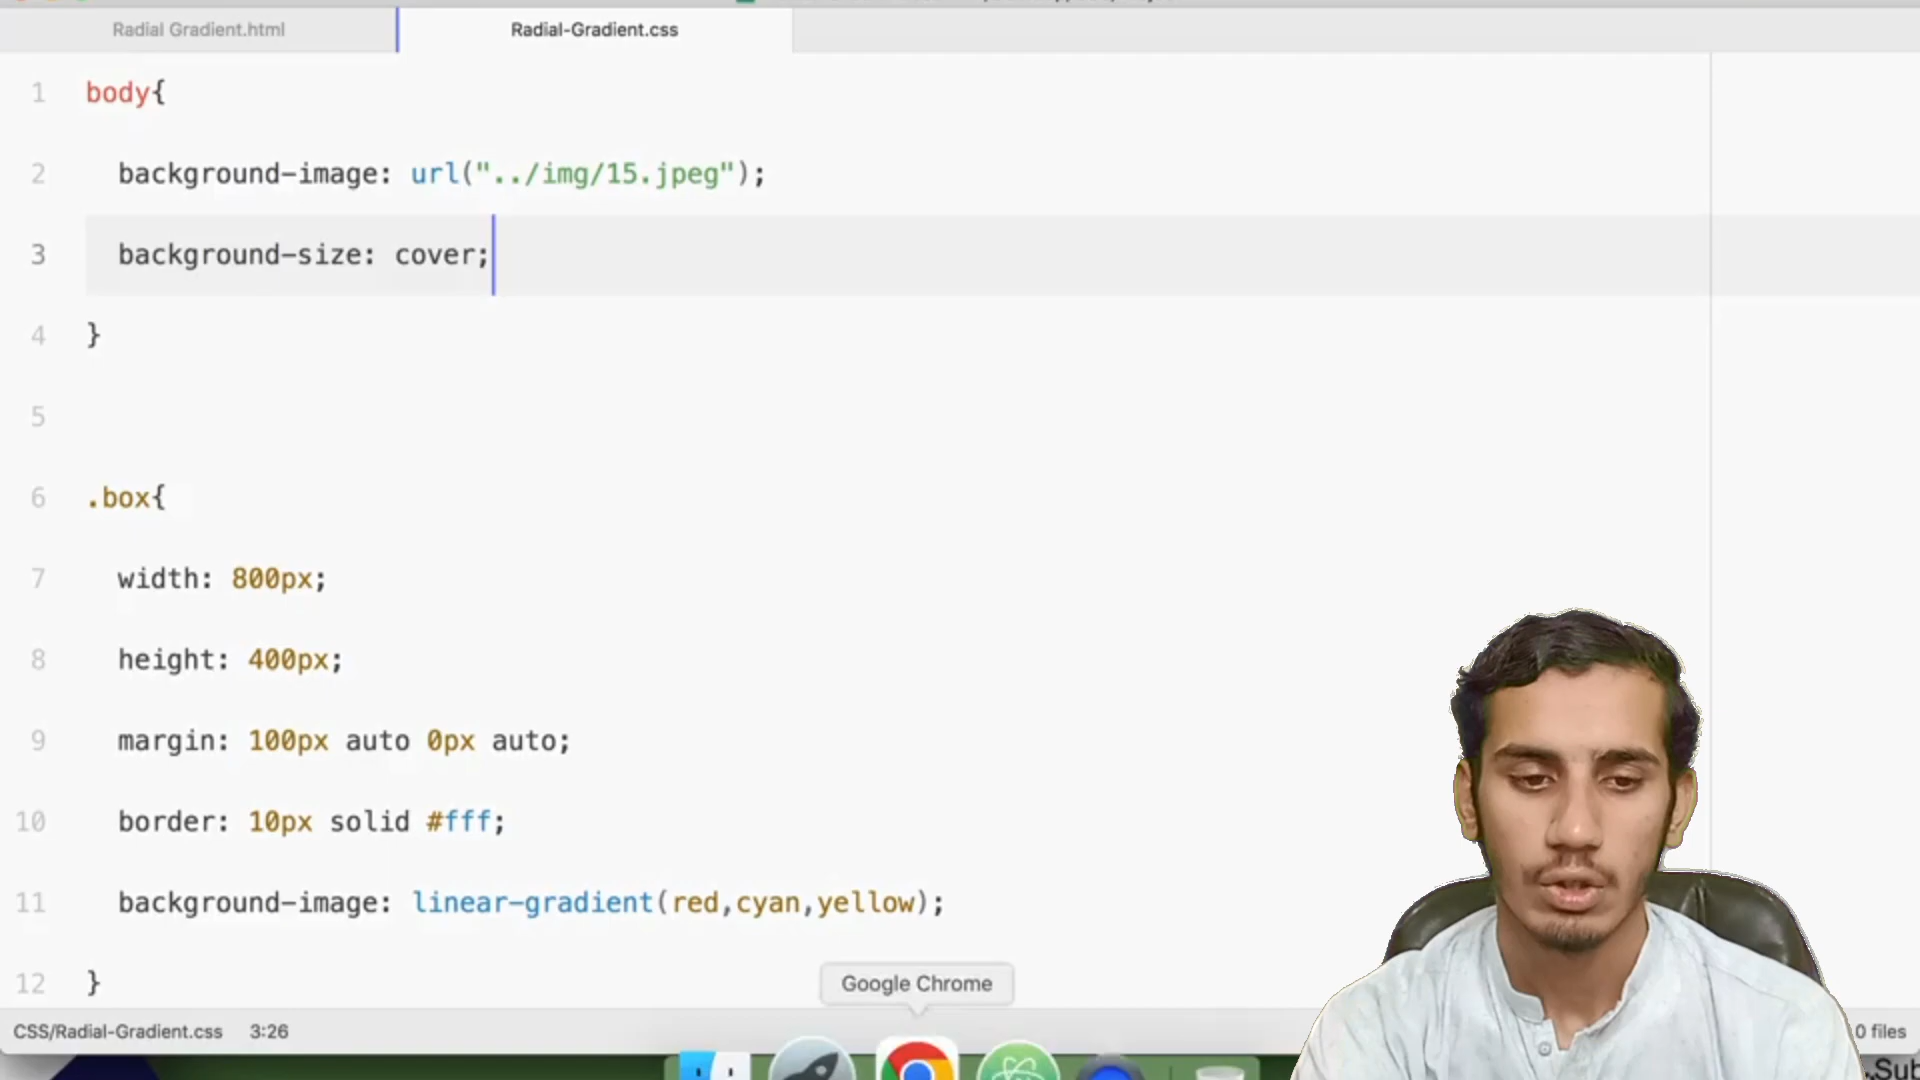 Radial Gradient.html
Radial-Gradient.css
1 body{
2 background-image: url("../img/15.jpeg");
3 background-size: cover;
4 }
5
6 .box{
7 width: 800px;
8 height: 400px;
9 margin: 100px auto 0px auto;
10 border: 10px solid #fff;
11 background-image: linear-gradient(red,cyan,yellow);
12 }
Google Chrome
CSS/Radial-Gradient.css 3:26
0 files
Sub